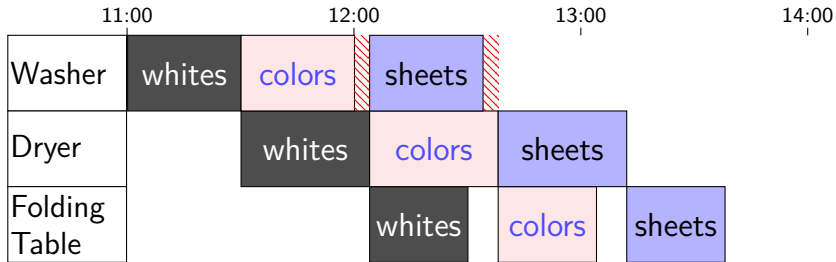 11:00 12:00 13:00 14:00
Washer whites colors sheets
Dryer whites colors sheets
Folding
Table
whites colors sheets